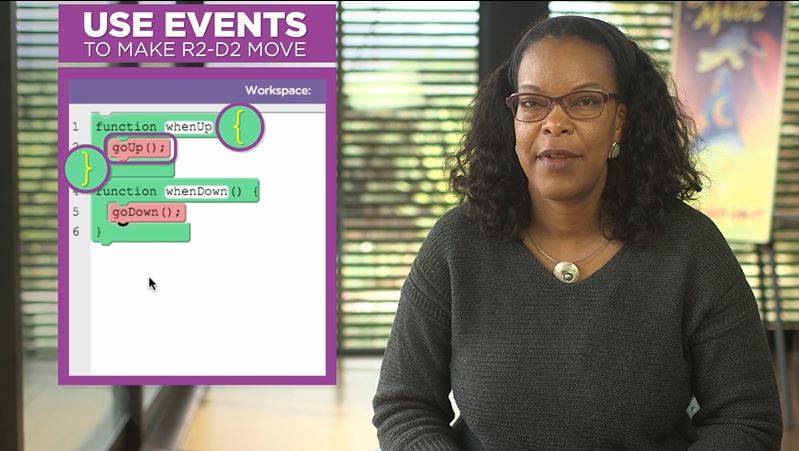 USE EVENTS
TO MAKE R2-D2 MOVE
Workspace:
1 function whenUp {
2 goUp();
}
4 function whenDown() {
5 goDown();
6 }